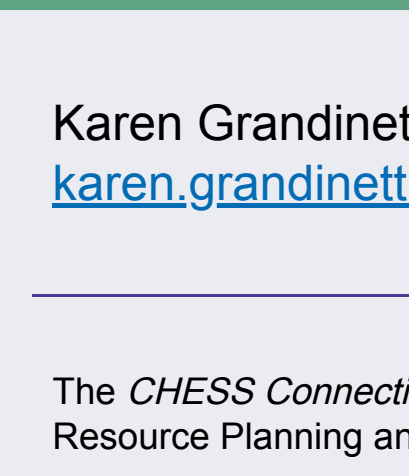 Karen Grandinet
karen.grandinett
The CHESS Connecti
Resource Planning an